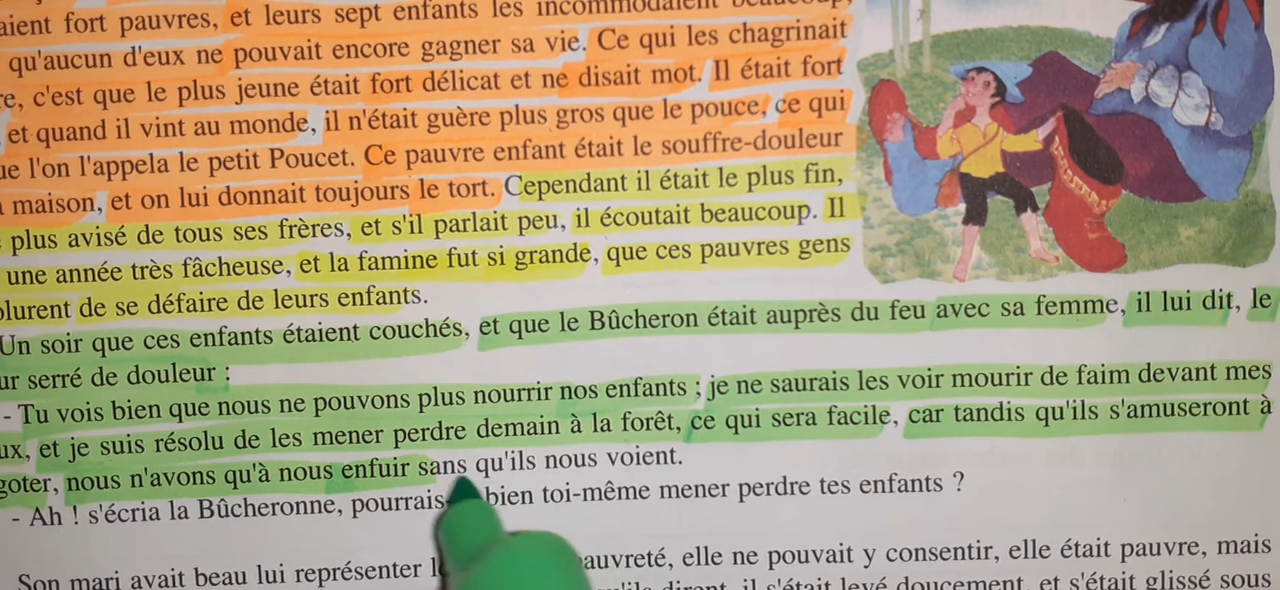 aient fort pauvres, et leurs sept enfants les incommodaient beaucoup,
qu'aucun d'eux ne pouvait encore gagner sa vie. Ce qui les chagrinait
re, c'est que le plus jeune était fort délicat et ne disait mot. Il était fort
et quand il vint au monde, il n'était guère plus gros que le pouce, ce qui
ue l'on l'appela le petit Poucet. Ce pauvre enfant était le souffre-douleur
a maison, et on lui donnait toujours le tort. Cependant il était le plus fin,
plus avisé de tous ses frères, et s'il parlait peu, il écoutait beaucoup. Il
une année très fâcheuse, et la famine fut si grande, que ces pauvres gens
olurent de se défaire de leurs enfants.
Un soir que ces enfants étaient couchés, et que le Bûcheron était auprès du feu avec sa femme, il lui dit, le
ur serré de douleur :
- Tu vois bien que nous ne pouvons plus nourrir nos enfants ; je ne saurais les voir mourir de faim devant mes
ux, et je suis résolu de les mener perdre demain à la forêt, ce qui sera facile, car tandis qu'ils s'amuseront à
goter, nous n'avons qu'à nous enfuir sans qu'ils nous voient.
- Ah ! s'écria la Bûcheronne, pourrais- bien toi-même mener perdre tes enfants ?
Son mari avait beau lui représenter l auvreté, elle ne pouvait y consentir, elle était pauvre, mais
diront, il s'était levé doucement, et s'était glissé sous